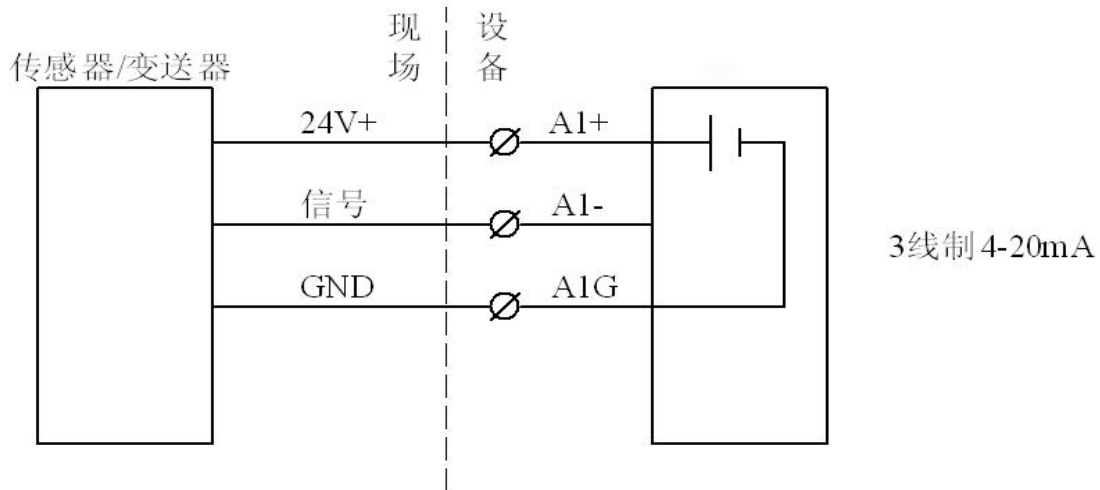 现 设
场 备
传感器/变送器
24V+ A1+
信号 A1-
GND A1G
3线制4-20mA